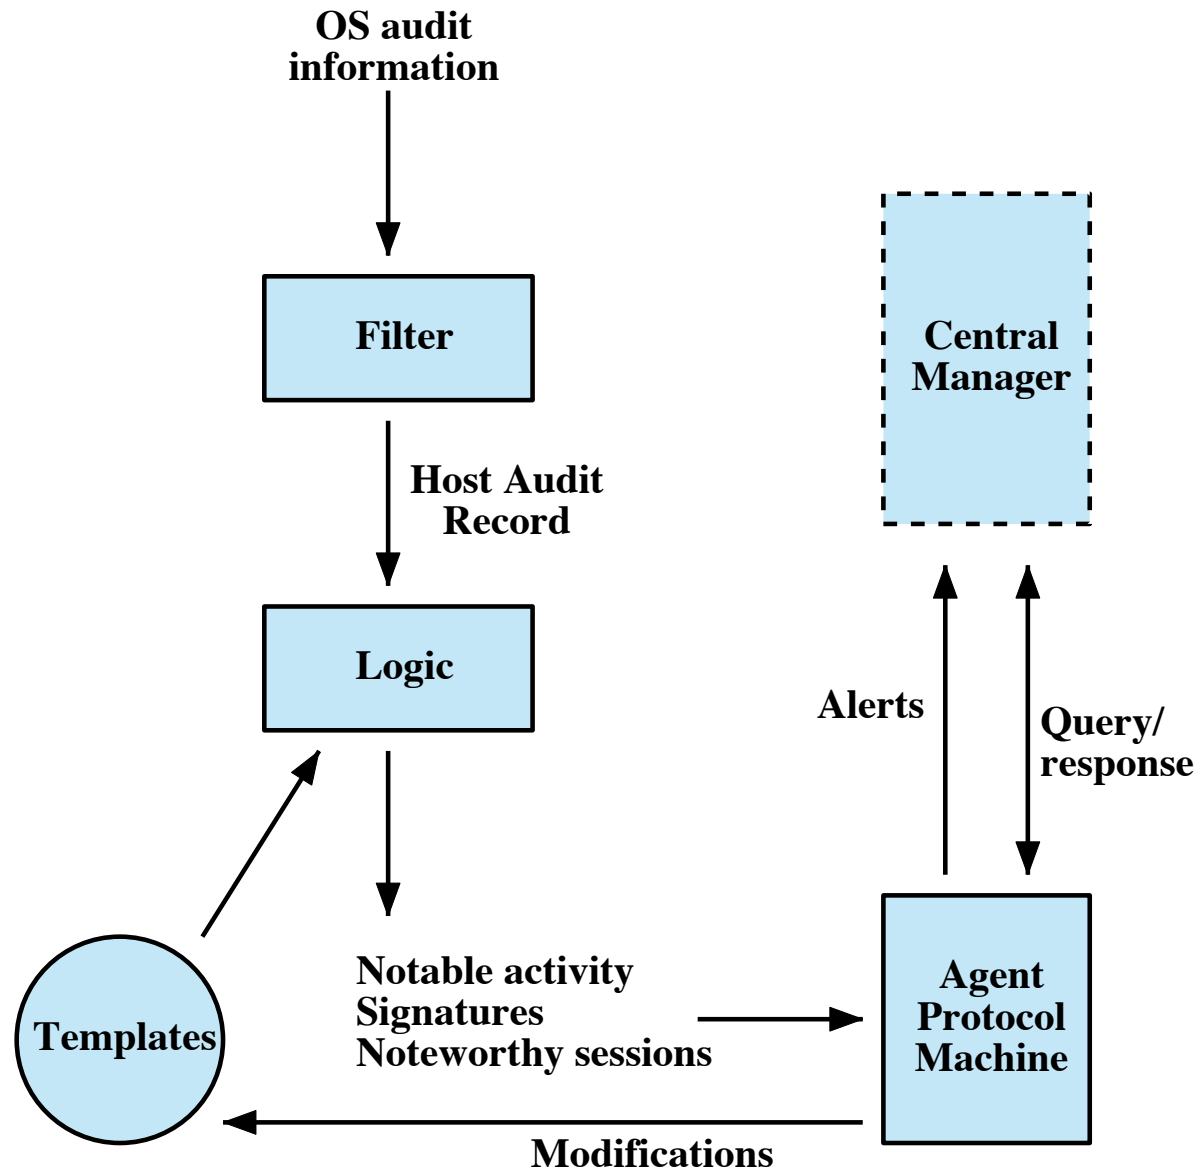 OS audit
information
Filter
Host Audit
Record
Logic
Central
Manager
Alerts
Query/
response
Templates
Notable activity
Signatures
Noteworthy sessions
Agent
Protocol
Machine
Modifications